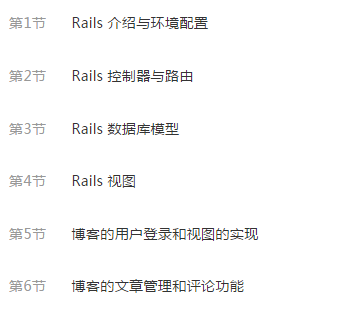 第1节 Rails 介绍与环境配置
第2节 Rails 控制器与路由
第3节 Rails 数据库模型
第4节 Rails 视图
第5节 博客的用户登录和视图的实现
第6节 博客的文章管理和评论功能